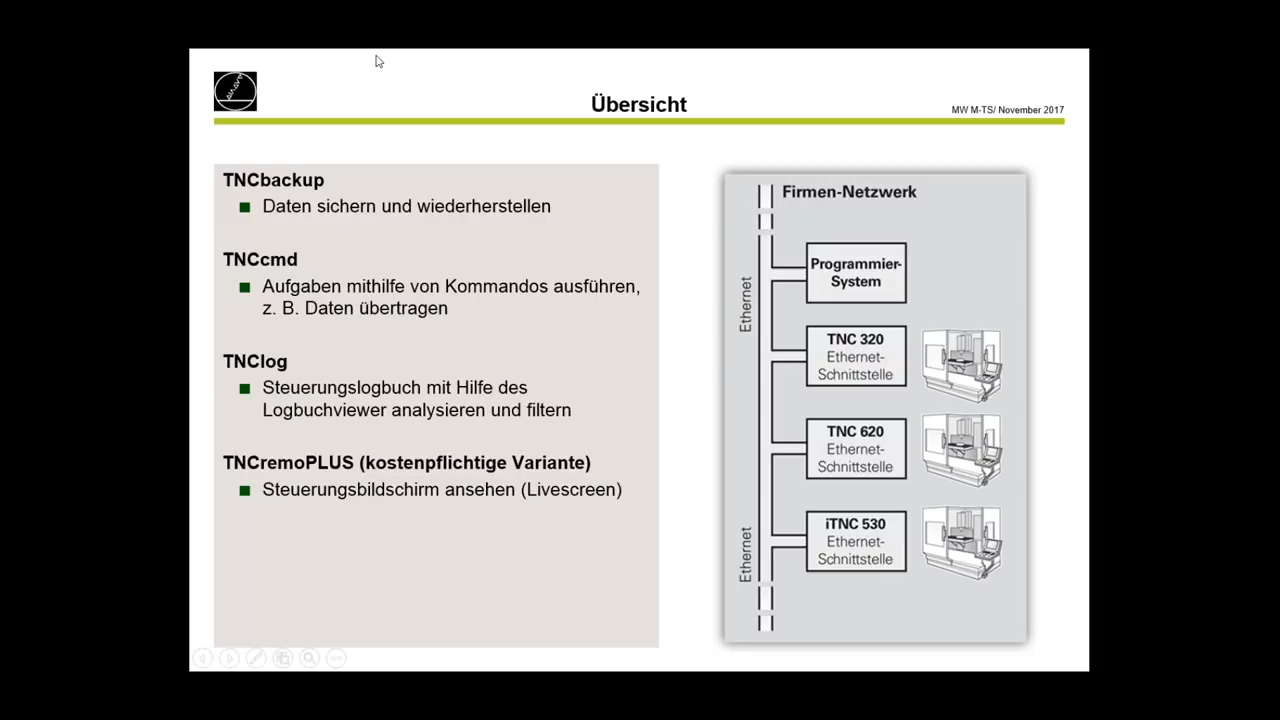 Übersicht
MW M-TS/ November 2017
TNCbackup
Daten sichern und wiederherstellen
TNCcmd
Aufgaben mithilfe von Kommandos ausführen,
z. B. Daten übertragen
TNClog
Steuerungslogbuch mit Hilfe des
Logbuchviewer analysieren und filtern
TNCremoPLUS (kostenpflichtige Variante)
Steuerungsbildschirm ansehen (Livescreen)
Firmen-Netzwerk
Ethernet
Programmier-
System
TNC 320
Ethernet-
Schnittstelle
TNC 620
Ethernet-
Schnittstelle
Ethernet
iTNC 530
Ethernet-
Schnittstelle